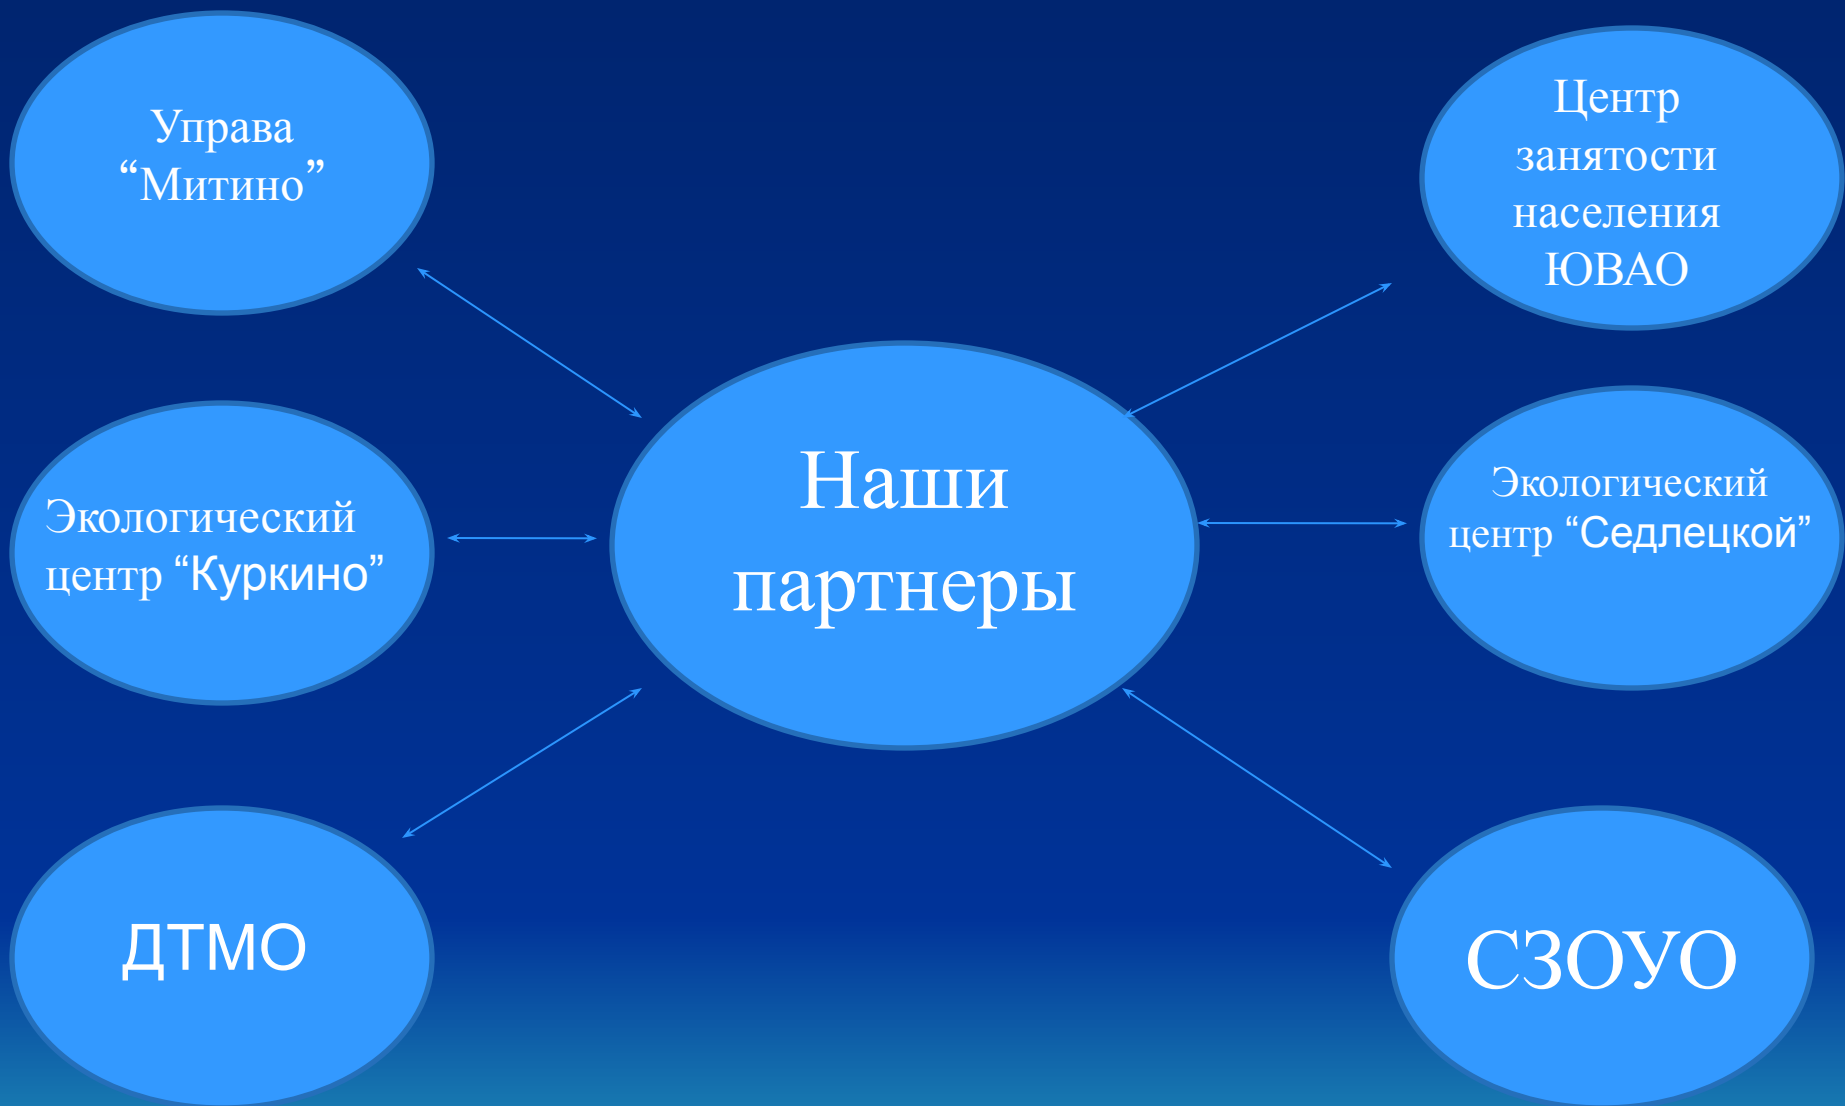 Управа
“Митино”
Центр
занятости
населения
ЮВАО
Наши
партнеры
Экологический
центр “Куркино”
Экологический
центр “Седлецкой”
ДТМО
СЗОУО